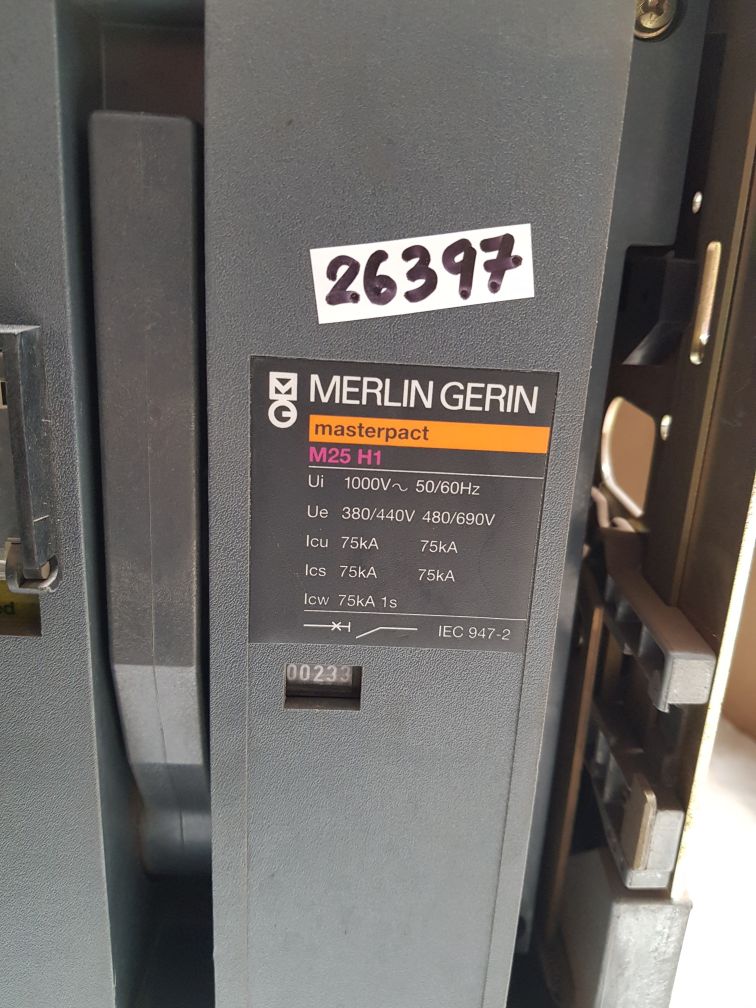 26397
MERLIN GERIN
masterpact
M25 H1
Ui 1000V~ 50/60Hz
Ue 380/440V 480/690V
Icu 75kA 75kA
Ics 75kA 75kA
Icw 75kA 1s
IEC 947-2
00233
ed